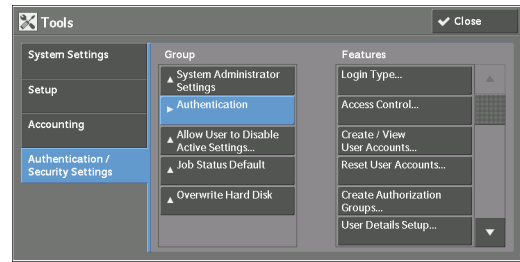 Tools
Close
System Settings
Setup
Accounting
Authentication /
Security Settings
Group
System Administrator
Settings
Authentication
Allow User to Disable
Active Settings...
Job Status Default
Overwrite Hard Disk
Features
Login Type...
Access Control...
Create / View
User Accounts...
Reset User Accounts...
Create Authorization
Groups...
User Details Setup...